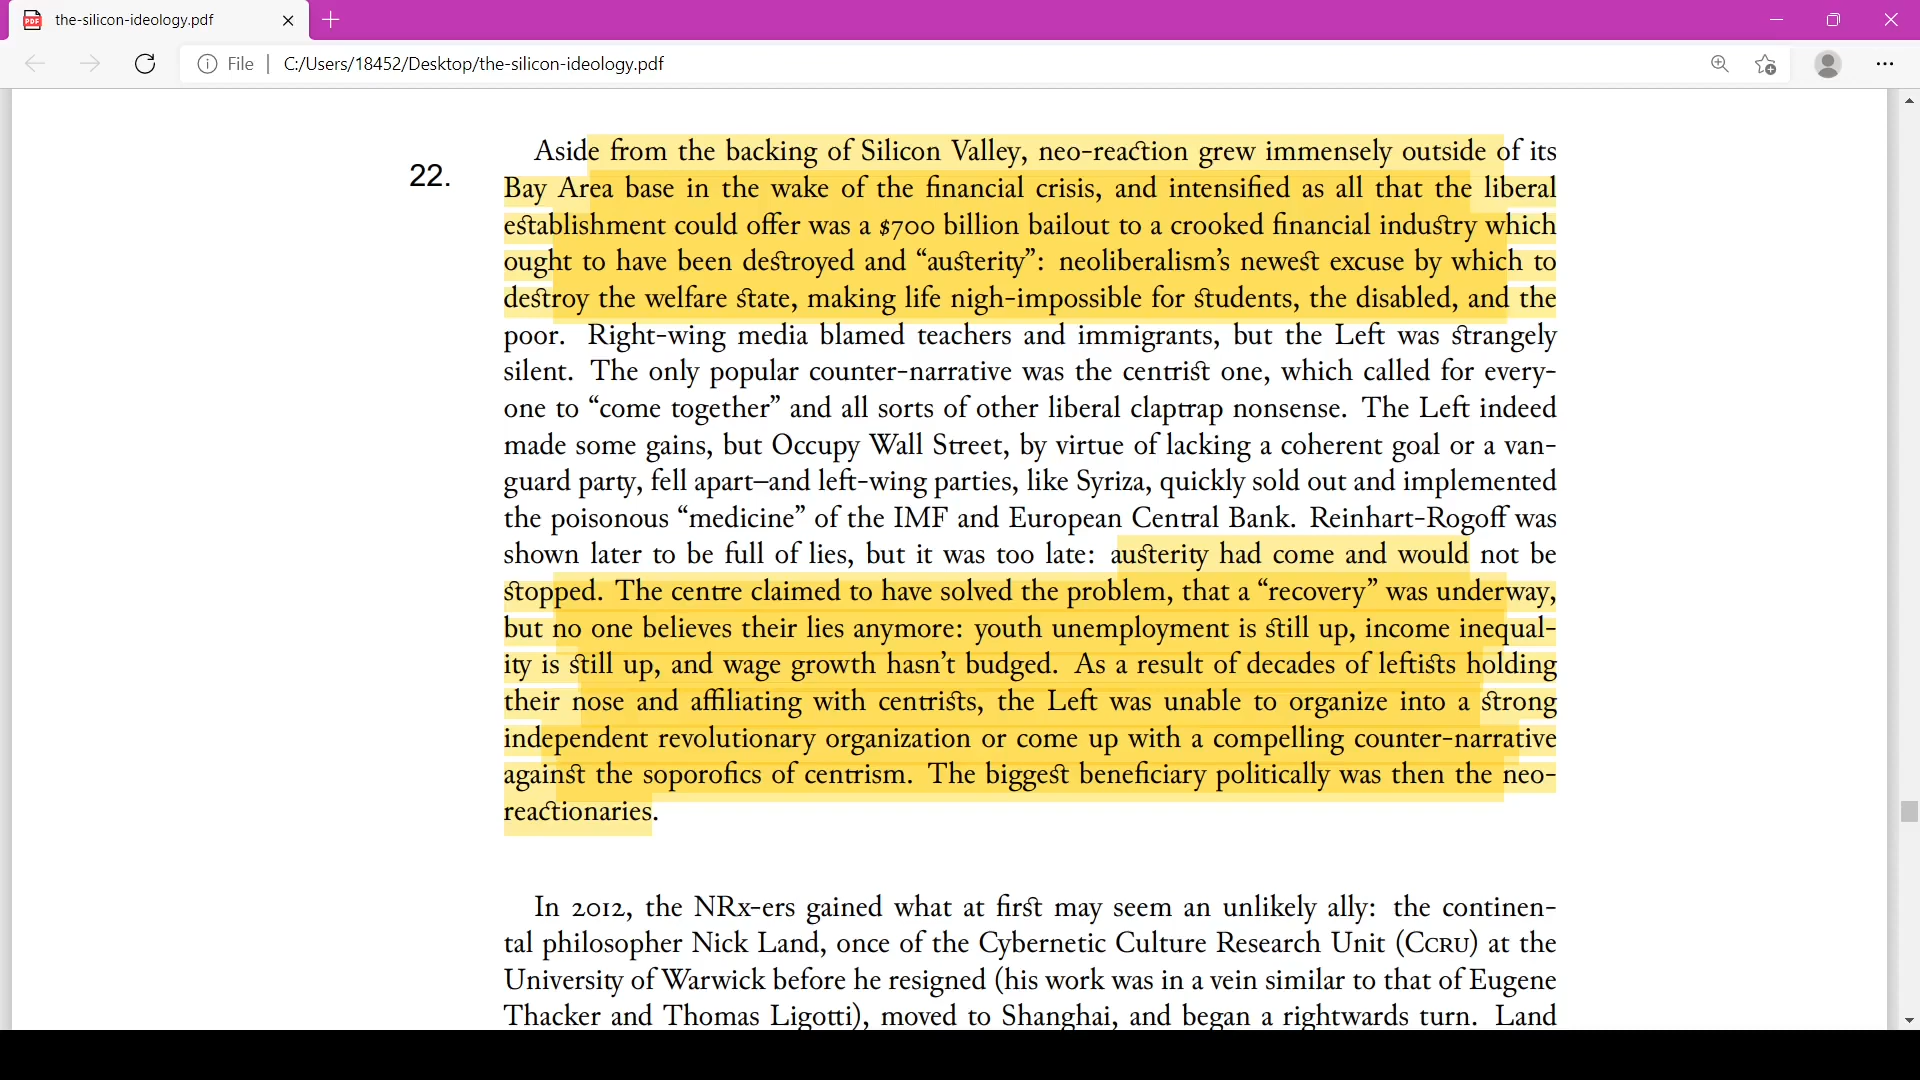 the-silicon-ideology.pdf
File | C:/Users/18452/Desktop/the-silicon-ideology.pdf
22.
Aside from the backing of Silicon Valley, neo-reaction grew immensely outside of its
Bay Area base in the wake of the financial crisis, and intensified as all that the liberal
establishment could offer was a $700 billion bailout to a crooked financial industry which
ought to have been destroyed and “austerity”: neoliberalism’s newest excuse by which to
destroy the welfare state, making life nigh-impossible for students, the disabled, and the
poor. Right-wing media blamed teachers and immigrants, but the Left was strangely
silent. The only popular counter-narrative was the centrist one, which called for every-
one to “come together” and all sorts of other liberal claptrap nonsense. The Left indeed
made some gains, but Occupy Wall Street, by virtue of lacking a coherent goal or a van-
guard party, fell apart–and left-wing parties, like Syriza, quickly sold out and implemented
the poisonous “medicine” of the IMF and European Central Bank. Reinhart-Rogoff was
shown later to be full of lies, but it was too late: austerity had come and would not be
stopped. The centre claimed to have solved the problem, that a “recovery” was underway,
but no one believes their lies anymore: youth unemployment is still up, income inequal-
ity is still up, and wage growth hasn’t budged. As a result of decades of leftists holding
their nose and affiliating with centrists, the Left was unable to organize into a strong
independent revolutionary organization or come up with a compelling counter-narrative
against the soporofics of centrism. The biggest beneficiary politically was then the neo-
reactionaries.
In 2012, the NRx-ers gained what at first may seem an unlikely ally: the continen-
tal philosopher Nick Land, once of the Cybernetic Culture Research Unit (CCRU) at the
University of Warwick before he resigned (his work was in a vein similar to that of Eugene
Thacker and Thomas Ligotti), moved to Shanghai, and began a rightwards turn. Land